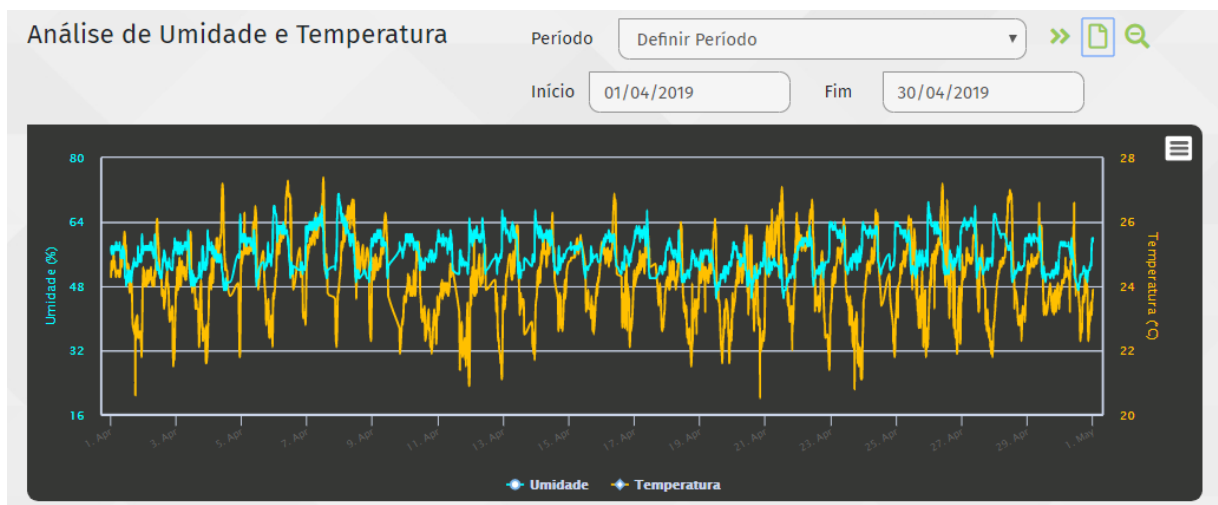 Análise de Umidade e Temperatura
Período Definir Período
Início 01/04/2019 Fim 30/04/2019
80 28
64 26
48 24
32 22
16 20
Umidade (%)
Temperatura (°C)
1. Apr 3. Apr 5. Apr 7. Apr 9. Apr 11. Apr 13. Apr 15. Apr 17. Apr 19. Apr 21. Apr 23. Apr 25. Apr 27. Apr 29. Apr 1. May
Umidade Temperatura